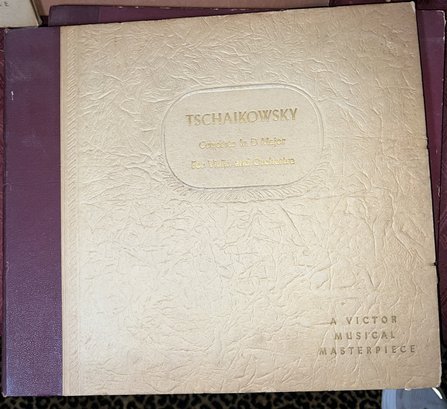 TSCHAIKOWSKY
Concerto in D Major
For Violin and Orchestra
A VICTOR
MUSICAL
MASTERPIECE